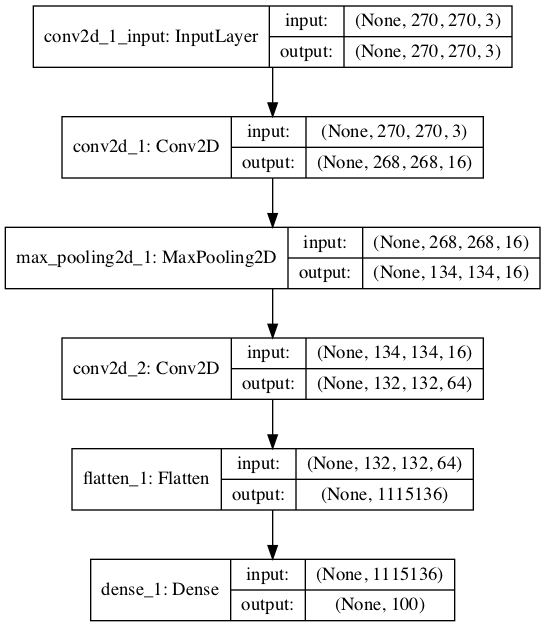 conv2d_1_input: InputLayer
input:
(None, 270, 270, 3)
output:
(None, 270, 270, 3)
conv2d_1: Conv2D
input:
(None, 270, 270, 3)
output:
(None, 268, 268, 16)
max_pooling2d_1: MaxPooling2D
input:
(None, 268, 268, 16)
output:
(None, 134, 134, 16)
conv2d_2: Conv2D
input:
(None, 134, 134, 16)
output:
(None, 132, 132, 64)
flatten_1: Flatten
input:
(None, 132, 132, 64)
output:
(None, 1115136)
dense_1: Dense
input:
(None, 1115136)
output:
(None, 100)